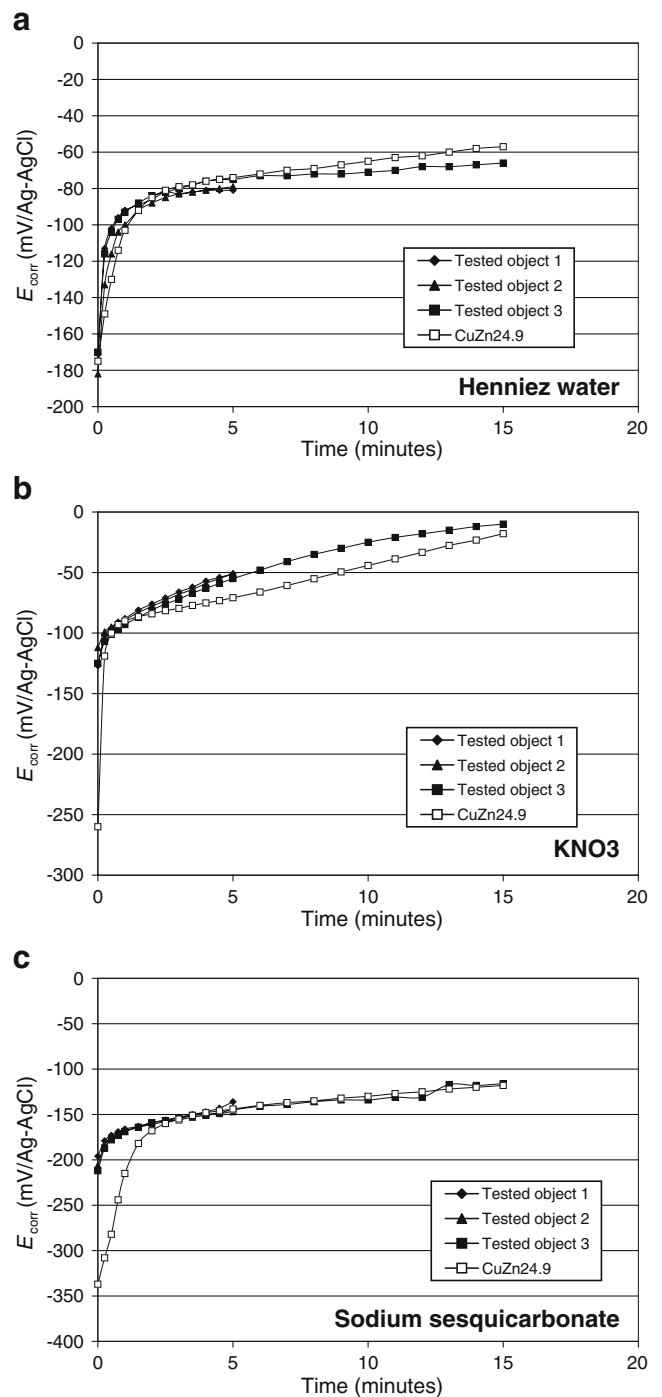 a
0
-20
-40
-60
-80
-100
-120
-140
-160
-180
-200
E corr (mV/Ag-AgCl)
Tested object 1
Tested object 2
Tested object 3
CuZn24.9
Henniez water
0 5 10 15 20
Time (minutes)
b
0
-50
-100
-150
-200
-250
-300
E corr (mV/Ag-AgCl)
Tested object 1
Tested object 2
Tested object 3
CuZn24.9
KNO3
0 5 10 15 20
Time (minutes)
c
0
-50
-100
-150
-200
-250
-300
-350
-400
E corr (mV/Ag-AgCl)
Tested object 1
Tested object 2
Tested object 3
CuZn24.9
Sodium sesquicarbonate
0 5 10 15 20
Time (minutes)